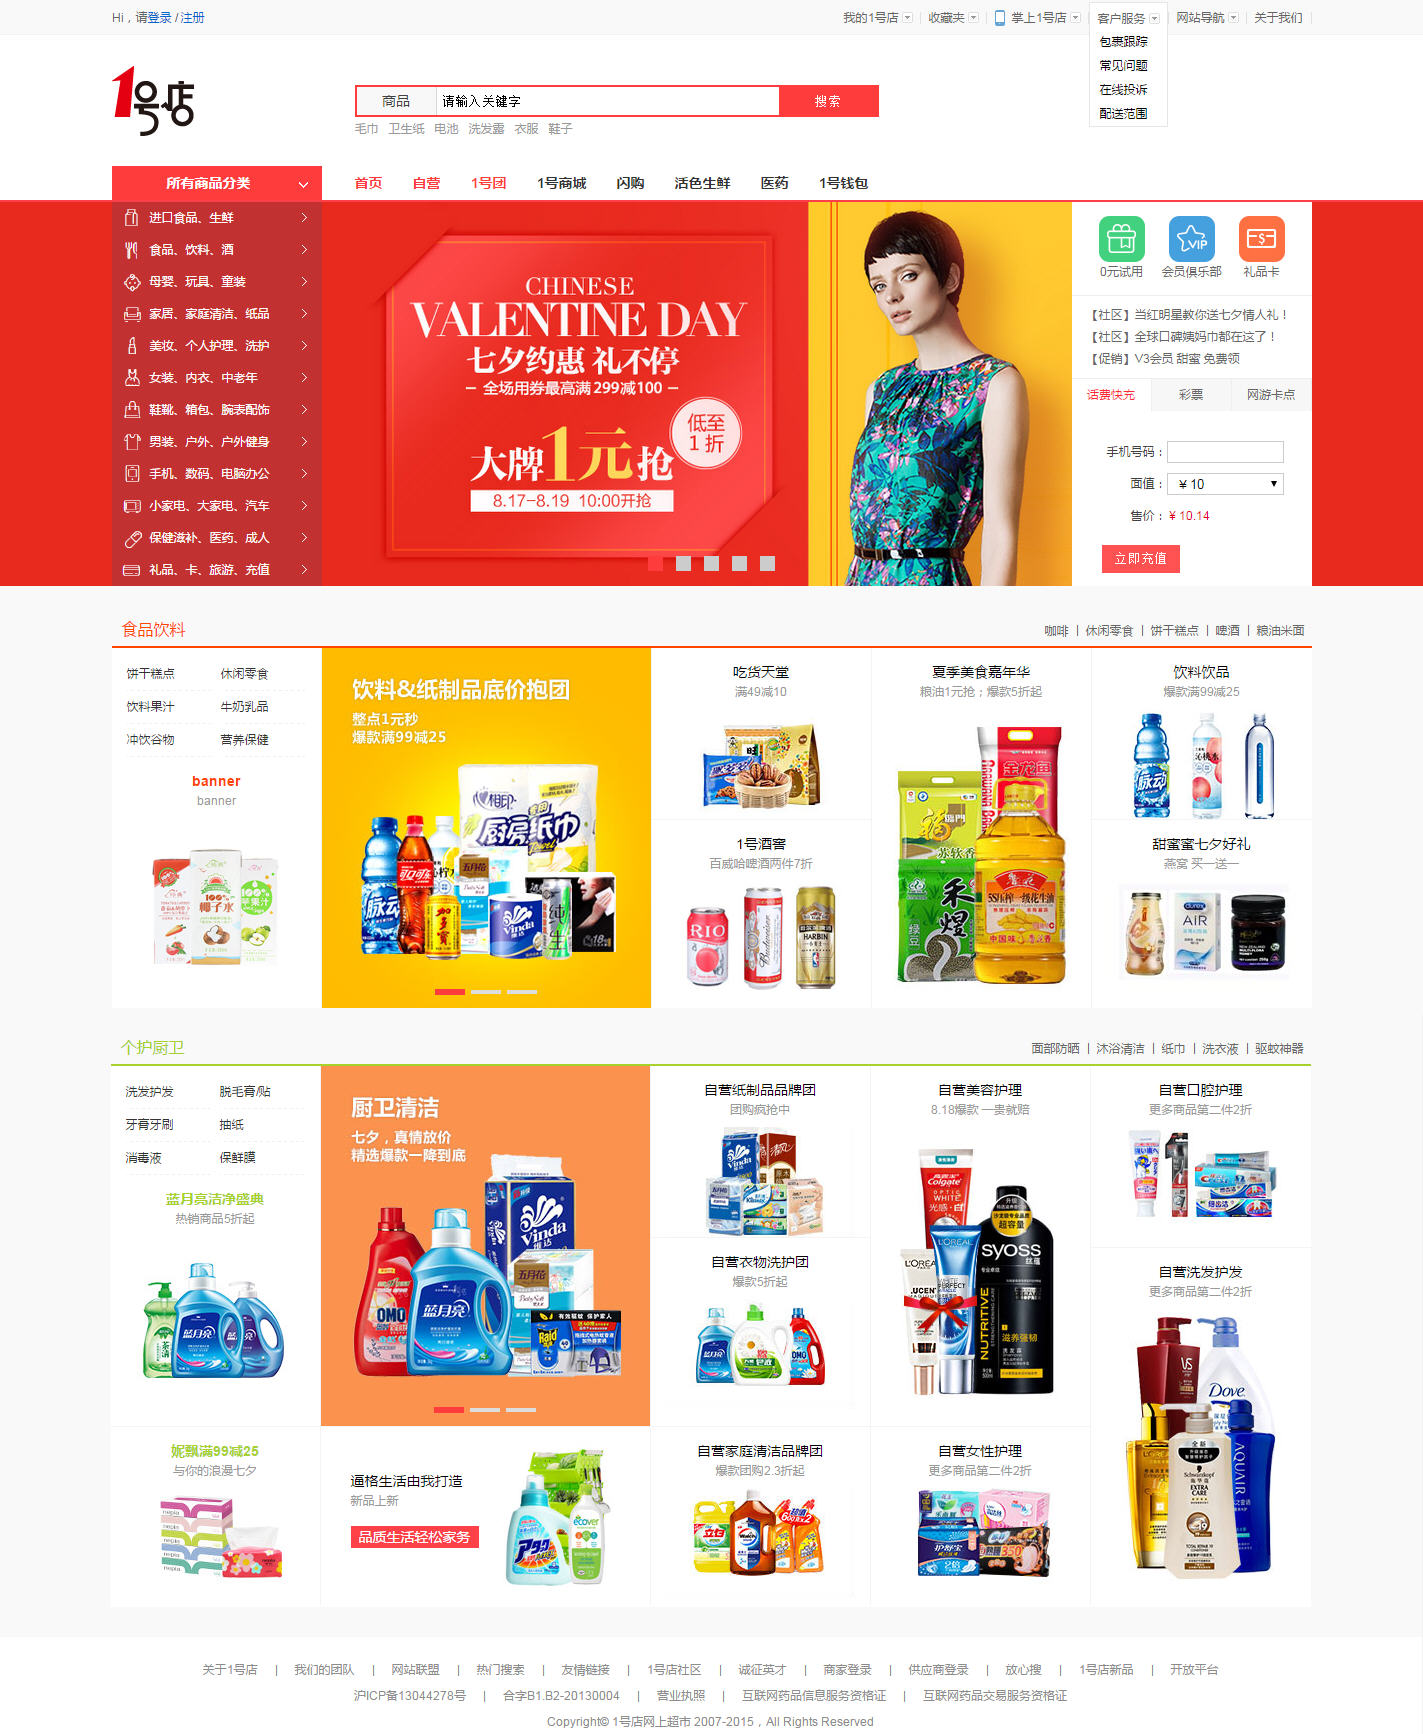 Hi，请登录 / 注册
我的1号店
收藏夹
掌上1号店
客户服务
网站导航
关于我们
包裹跟踪
常见问题
在线投诉
配送范围
1号店
商品
请输入关键字
搜索
毛巾 卫生纸 电池 洗发露 衣服 鞋子
所有商品分类
首页 自营 1号团 1号商城 闪购 活色生鲜 医药 1号钱包
进口食品、生鲜
食品、饮料、酒
母婴、玩具、童装
家居、家庭清洁、纸品
美妆、个人护理、洗护
女装、内衣、中老年
鞋靴、箱包、腕表配饰
男装、户外、户外健身
手机、数码、电脑办公
小家电、大家电、汽车
保健滋补、医药、成人
礼品、卡、旅游、充值
CHINESE
VALENTINE DAY
七夕约惠 礼不停
– 全场用券最高满 299减100 –
低至
1 折
大牌1元抢
8.17-8.19 10:00开抢
VIP
0元试用
会员俱乐部
礼品卡
【社区】当红明星教你送七夕情人礼！
【社区】全球口碑姨妈巾都在这了！
【促销】V3会员 甜蜜 免费领
话费快充
彩票
网游卡点
手机号码：
面值： ¥ 10
售价：¥ 10.14
立即充值
食品饮料
咖啡 | 休闲零食 | 饼干糕点 | 啤酒 | 粮油米面
饼干糕点 休闲零食
饮料果汁 牛奶乳品
冲饮谷物 营养保健
banner
banner
饮料&纸制品底价抱团
整点1元秒
爆款满99减25
吃货天堂
满49减10
夏季美食嘉年华
粮油1元抢；爆款5折起
饮料饮品
爆款满99减25
1号酒窖
百威哈啤酒两件7折
甜蜜蜜七夕好礼
燕窝 买一送一
个护厨卫
面部防晒 | 沐浴清洁 | 纸巾 | 洗衣液 | 驱蚊神器
洗发护发 脱毛膏/贴
牙膏牙刷 抽纸
消毒液 保鲜膜
蓝月亮洁净盛典
热销商品5折起
厨卫清洁
七夕，真情放价
精选爆款一降到底
自营纸制品品牌团
团购疯抢中
自营美容护理
8.18爆款 一贵就赔
自营口腔护理
更多商品第二件2折
自营衣物洗护团
爆款5折起
自营洗发护发
更多商品第二件2折
妮飘满99减25
与你的浪漫七夕
逼格生活由我打造
新品上新
品质生活轻松家务
自营家庭清洁品牌团
爆款团购2.3折起
自营女性护理
更多商品第二件2折
关于1号店 | 我们的团队 | 网站联盟 | 热门搜索 | 友情链接 | 1号店社区 | 诚征英才 | 商家登录 | 供应商登录 | 放心搜 | 1号店新品 | 开放平台
沪ICP备13044278号 | 合字B1.B2-20130004 | 营业执照 | 互联网药品信息服务资格证 | 互联网药品交易服务资格证
Copyright© 1号店网上超市 2007-2015，All Rights Reserved